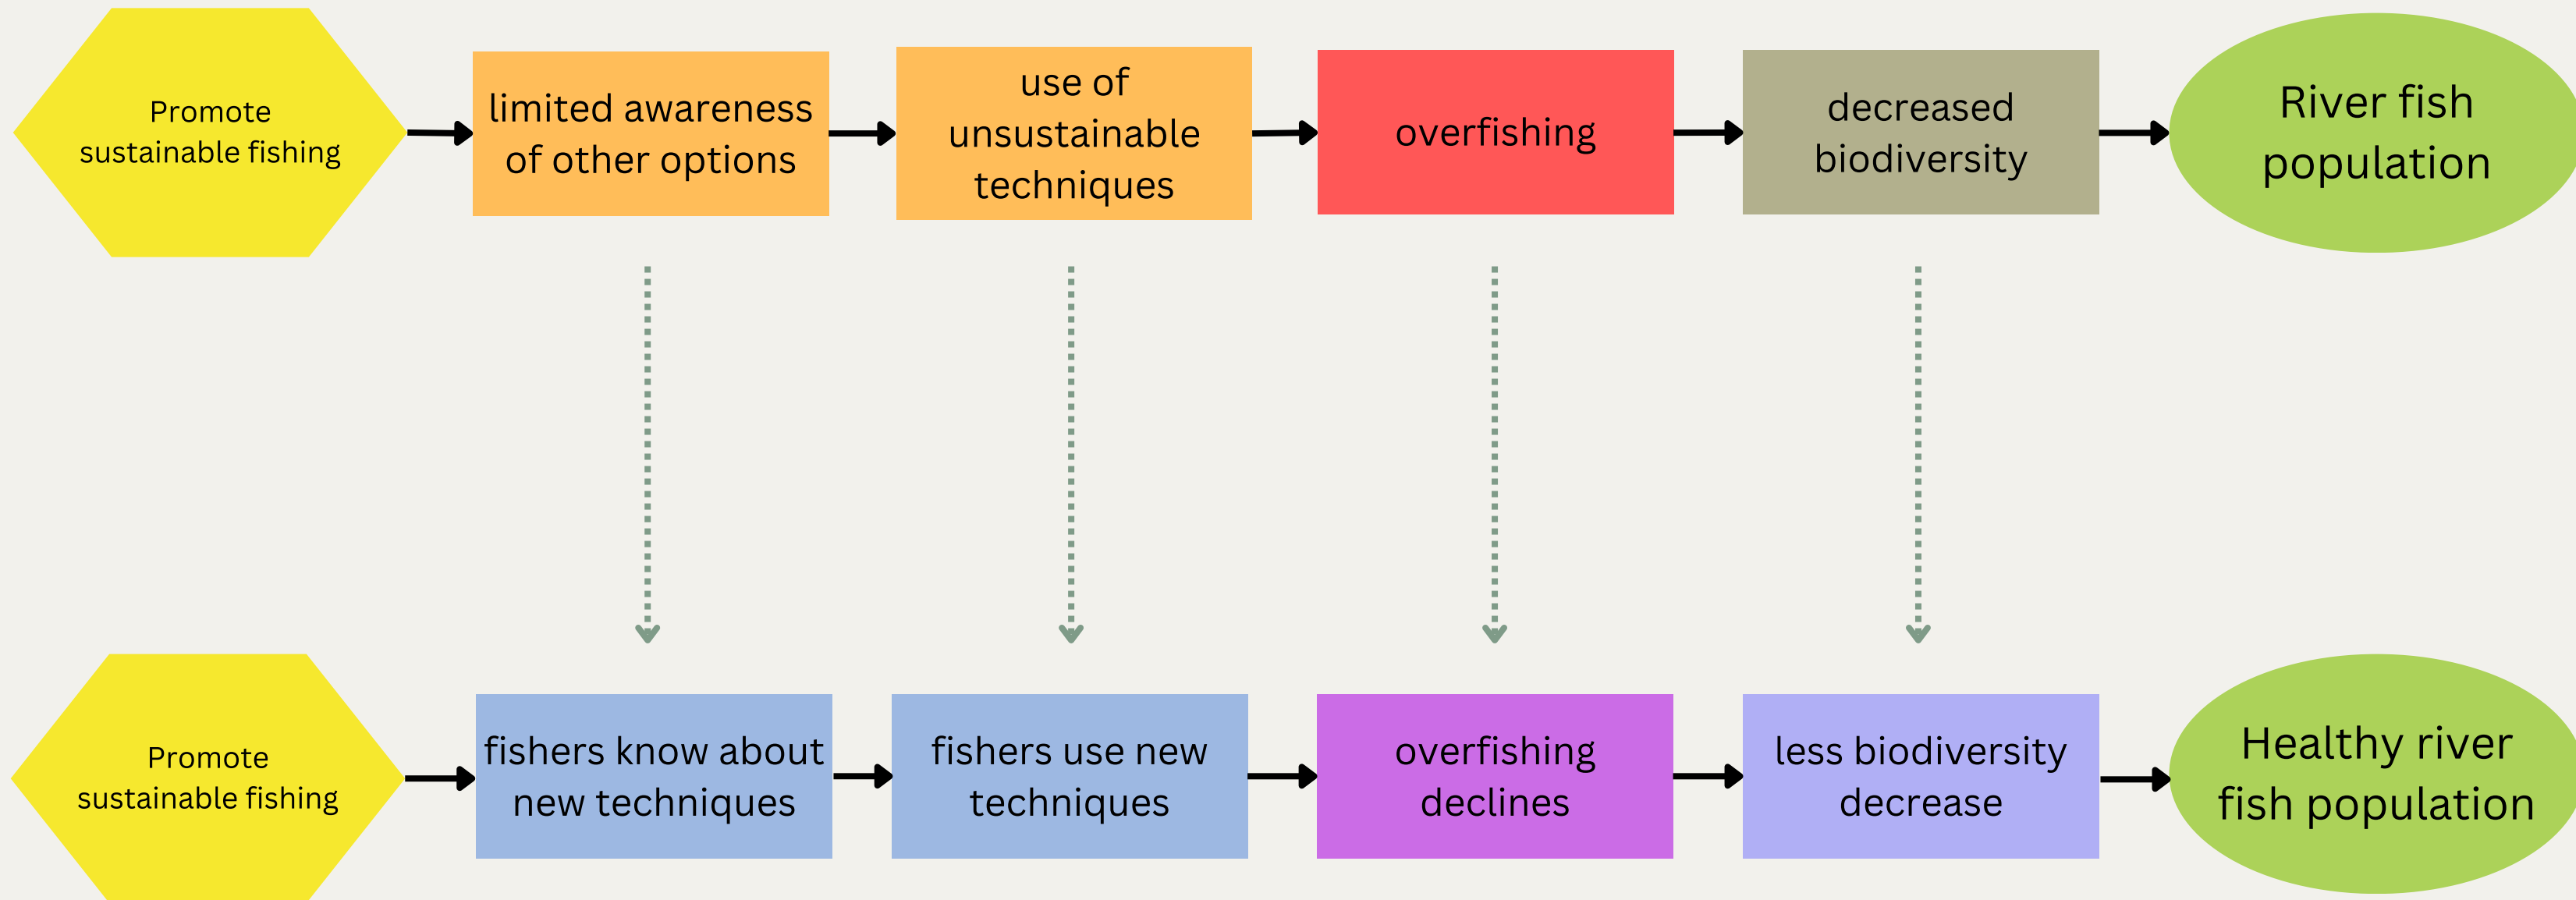 Promote
sustainable fishing
limited awareness
of other options
use of
unsustainable
techniques
overfishing
decreased
biodiversity
River fish
population
Promote
sustainable fishing
fishers know about
new techniques
fishers use new
techniques
overfishing
declines
less biodiversity
decrease
Healthy river
fish population